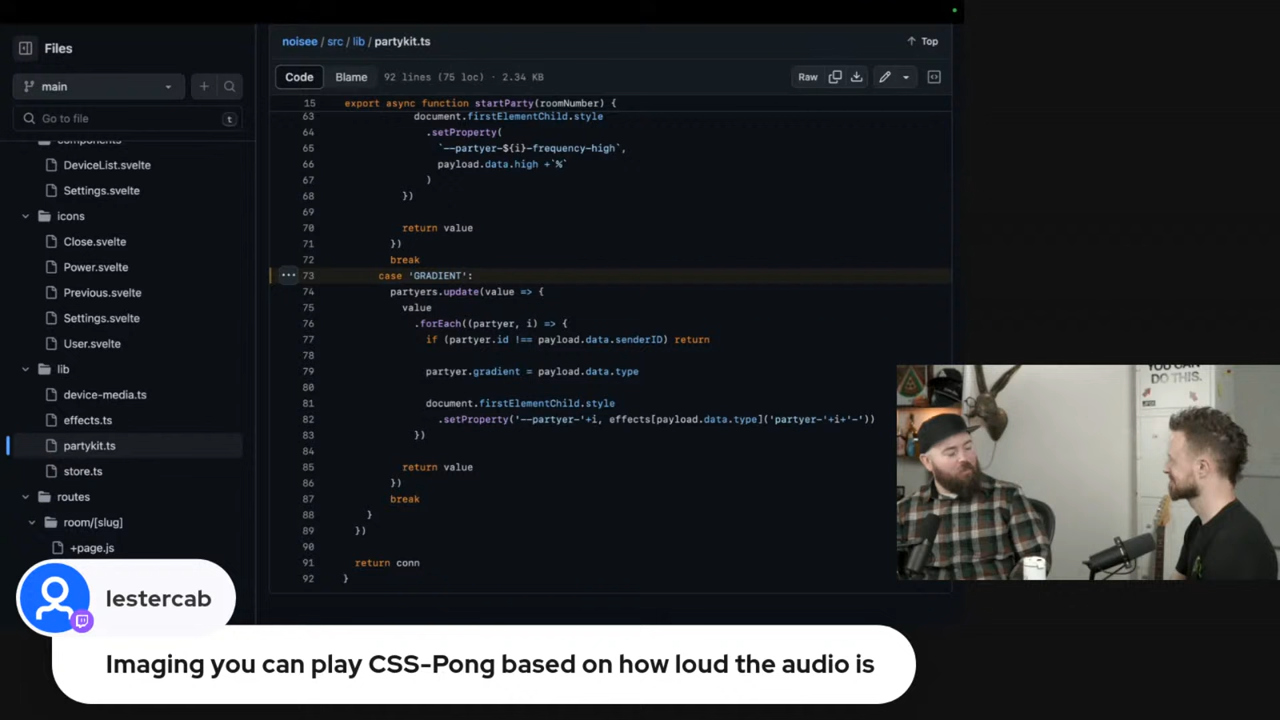 Files
main
Go to file
t
components
DeviceList.svelte
Settings.svelte
icons
Close.svelte
Power.svelte
Previous.svelte
Settings.svelte
User.svelte
lib
device-media.ts
effects.ts
partykit.ts
store.ts
routes
room/[slug]
+page.js
noisee / src / lib / partykit.ts
Top
Code
Blame
92 lines (75 loc) · 2.34 KB
Raw
15 export async function startParty(roomNumber) {
63 document.firstElementChild.style
64 .setProperty(
65 `--partyer-${i}-frequency-high`,
66 payload.data.high +`%`
67 )
68 })
69
70 return value
71 })
72 break
73 case 'GRADIENT':
74 partyers.update(value => {
75 value
76 .forEach((partyer, i) => {
77 if (partyer.id !== payload.data.senderID) return
78
79 partyer.gradient = payload.data.type
80
81 document.firstElementChild.style
82 .setProperty('--partyer-'+i, effects[payload.data.type]('partyer-'+i+'-'))
83 })
84
85 return value
86 })
87 break
88 }
89 })
90
91 return conn
92 }
YOU CAN
DO THIS.
lestercab
Imaging you can play CSS-Pong based on how loud the audio is